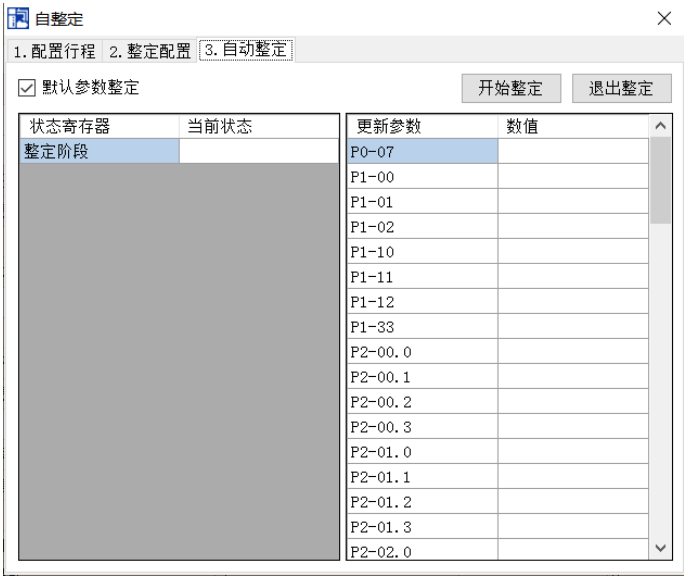 自整定
1.配置行程 2.整定配置 3.自动整定
默认参数整定 开始整定 退出整定
状态寄存器 当前状态 更新参数 数值
整定阶段 P0-07
P1-00
P1-01
P1-02
P1-10
P1-11
P1-12
P1-33
P2-00.0
P2-00.1
P2-00.2
P2-00.3
P2-01.0
P2-01.1
P2-01.2
P2-01.3
P2-02.0